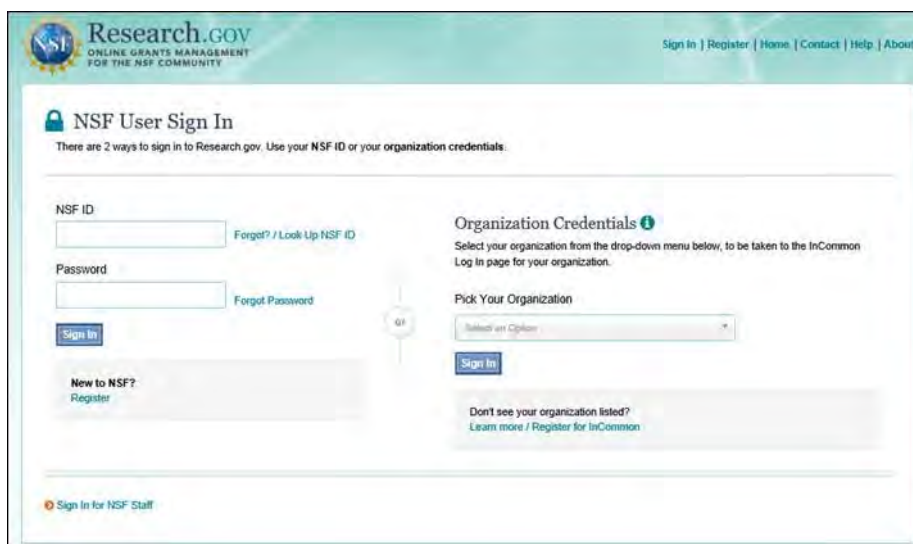 NSF
Research.GOV
ONLINE GRANTS MANAGEMENT
FOR THE NSF COMMUNITY
Sign In | Register | Home | Contact | Help | About
NSF User Sign In
There are 2 ways to sign in to Research.gov. Use your NSF ID or your organization credentials.
NSF ID
Forgot? / Look Up NSF ID
Password
Forgot Password
Sign In
New to NSF?
Register
or
Organization Credentials
Select your organization from the drop-down menu below, to be taken to the InCommon
Log In page for your organization.
Pick Your Organization
Select an Option
Sign In
Don't see your organization listed?
Learn more / Register for InCommon
Sign In for NSF Staff